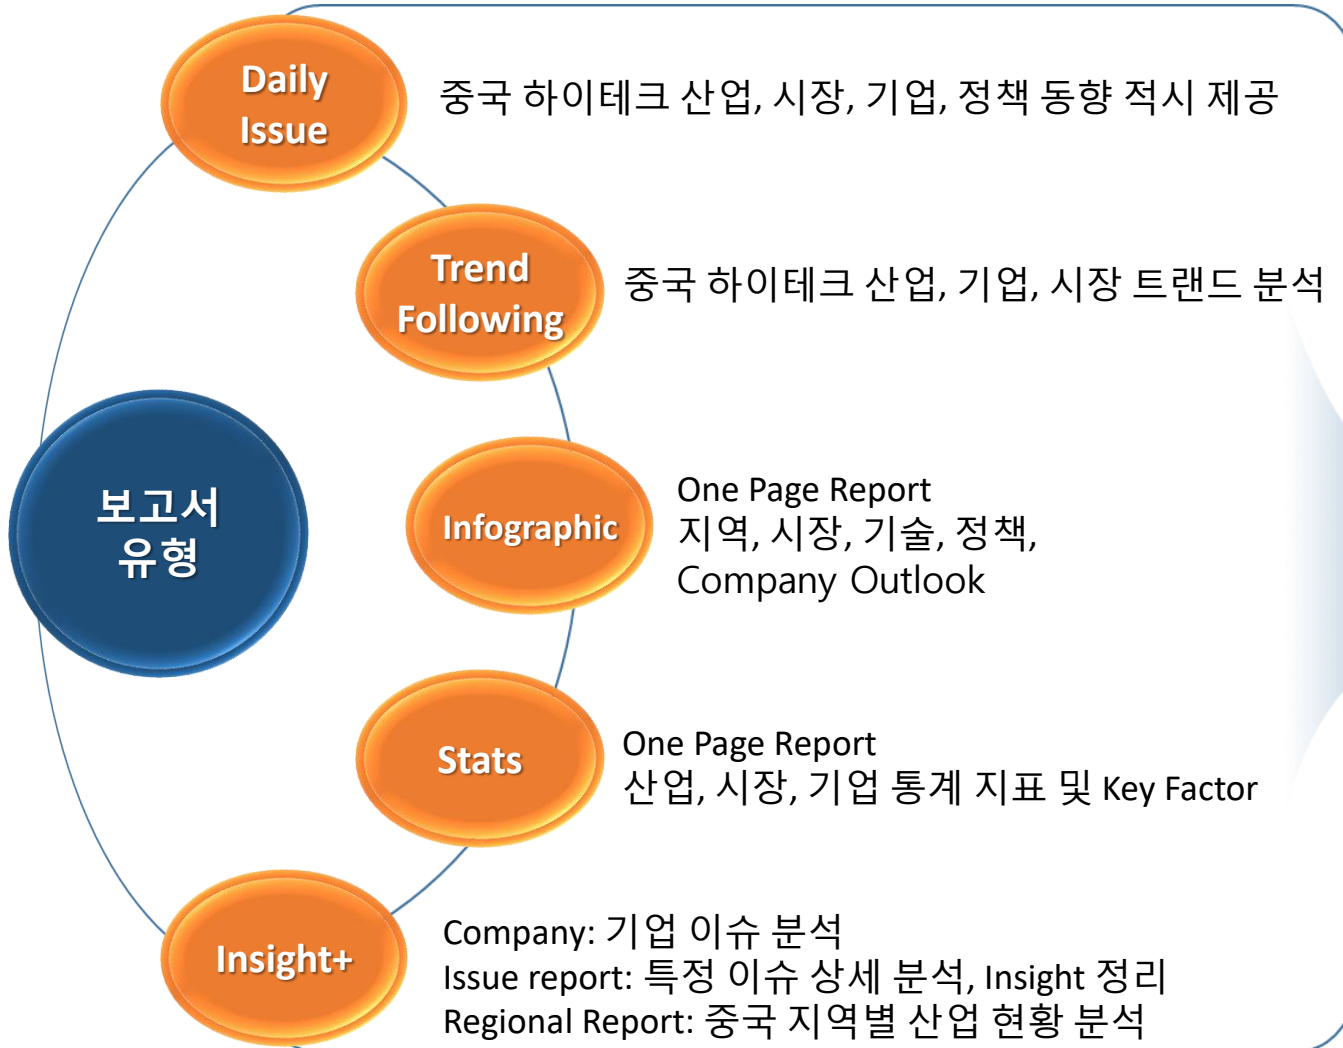 Daily
Issue
중국 하이테크 산업, 시장, 기업, 정책 동향 적시 제공
Trend
Following
중국 하이테크 산업, 기업, 시장 트랜드 분석
보고서
유형
Infographic
One Page Report
지역, 시장, 기술, 정책,
Company Outlook
Stats
One Page Report
산업, 시장, 기업 통계 지표 및 Key Factor
Insight+
Company: 기업 이슈 분석
Issue report: 특정 이슈 상세 분석, Insight 정리
Regional Report: 중국 지역별 산업 현황 분석